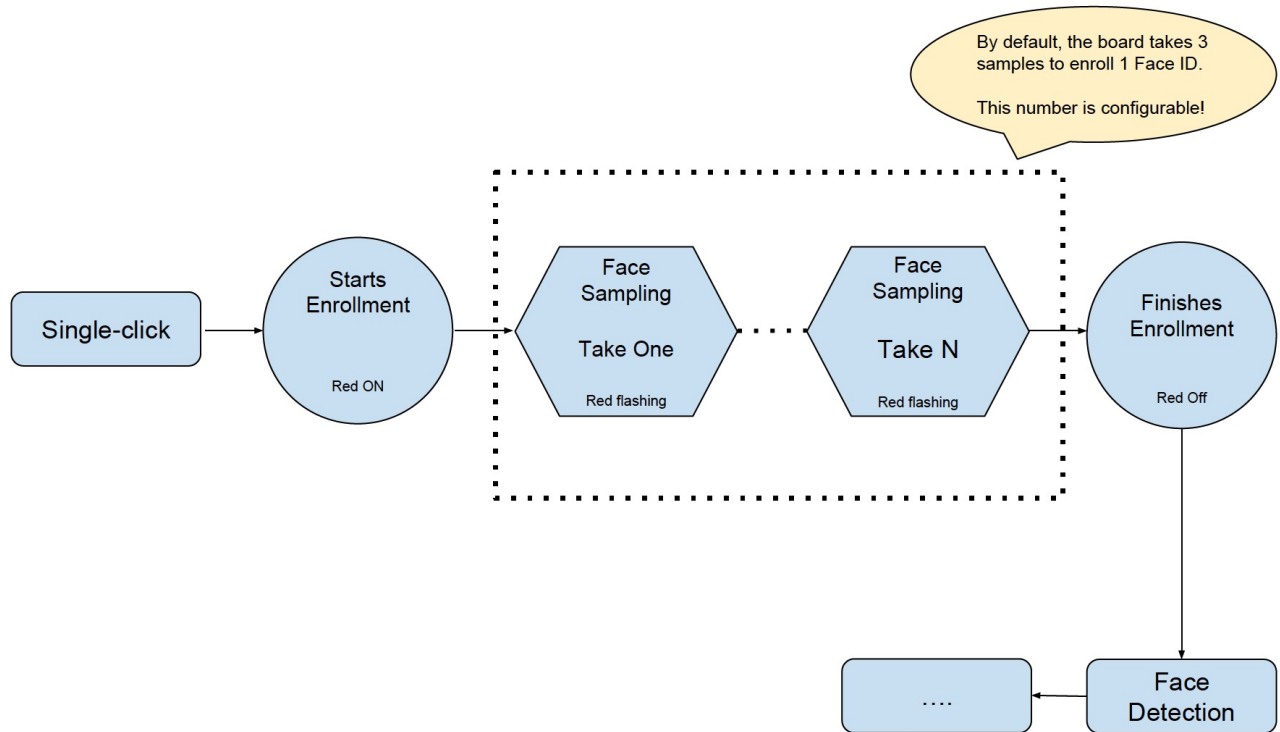 By default, the board takes 3
samples to enroll 1 Face ID.
This number is configurable!
Single-click
Starts
Enrollment
Red ON
Face
Sampling
Take One
Red flashing
Face
Sampling
Take N
Red flashing
Finishes
Enrollment
Red Off
Face
Detection
....